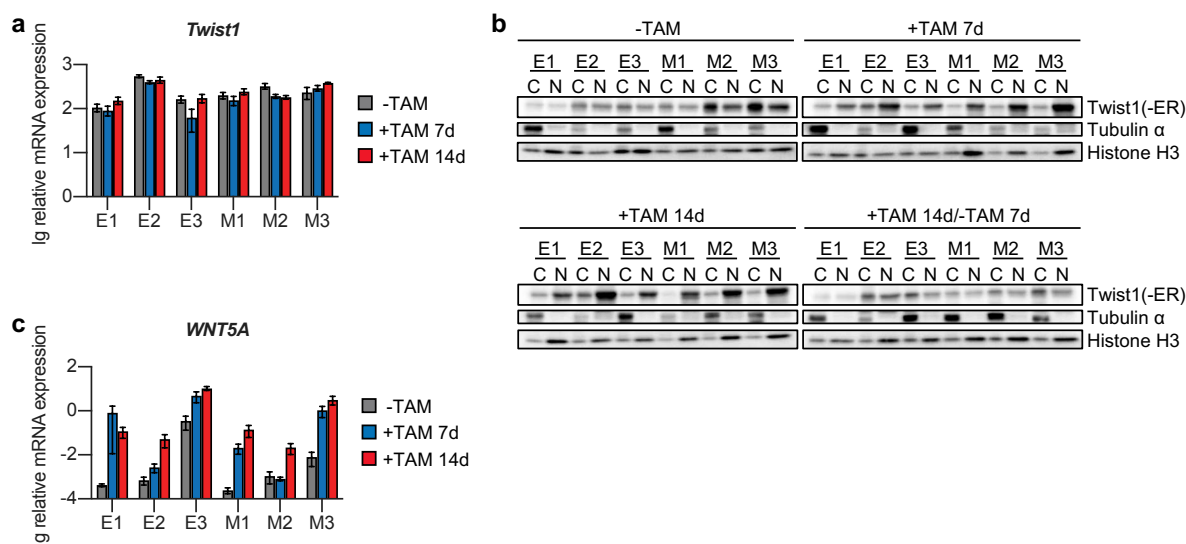 a
Twist1
lg relative mRNA expression
3
2
1
0
E1 E2 E3 M1 M2 M3
-TAM
+TAM 7d
+TAM 14d
b
-TAM +TAM 7d
E1 E2 E3 M1 M2 M3 E1 E2 E3 M1 M2 M3
C N C N C N C N C N C N C N C N C N C N C N C N
Twist1(-ER)
Tubulin α
Histone H3
+TAM 14d +TAM 14d/-TAM 7d
E1 E2 E3 M1 M2 M3 E1 E2 E3 M1 M2 M3
C N C N C N C N C N C N C N C N C N C N C N C N
Twist1(-ER)
Tubulin α
Histone H3
c
WNT5A
g relative mRNA expression
2
0
-2
-4
E1 E2 E3 M1 M2 M3
-TAM
+TAM 7d
+TAM 14d